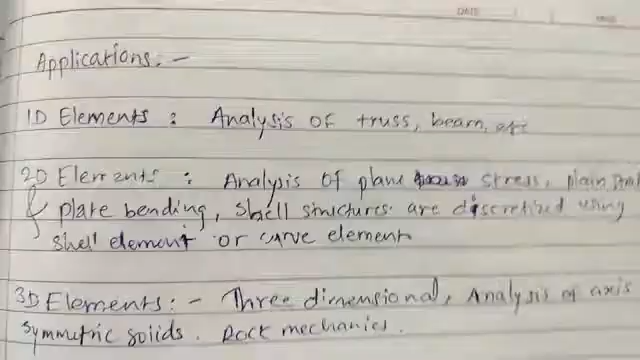 DATE
Applications. -
1D Elements : Analysis of truss, beam, etc
2D Elements : Analysis of plane stress, plain
& plate bending, shell structures are discretized using
shell element or curve element
3D Elements: - Three dimensional, Analysis of axis
symmetric solids. Rock mechanics.